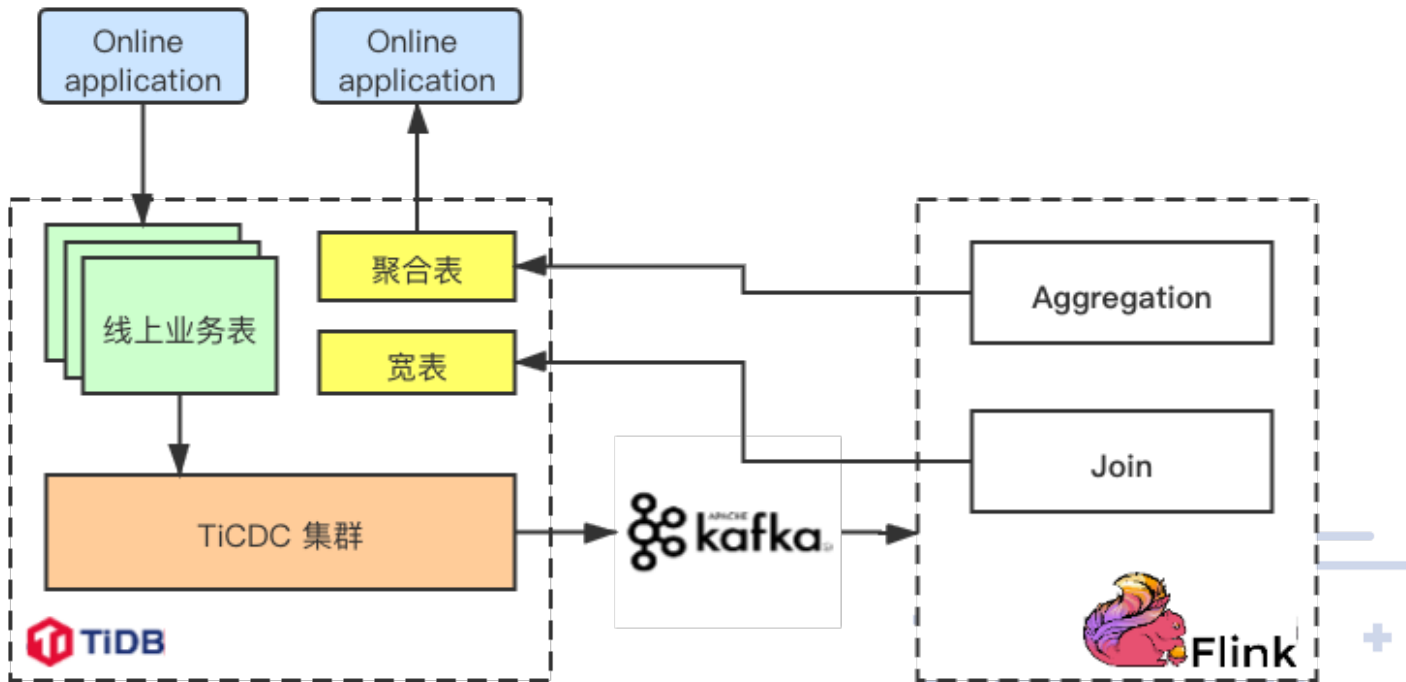 Online
application
Online
application
线上业务表
聚合表
宽表
Aggregation
Join
TiCDC 集群
APACHE
kafka
TiDB
Flink